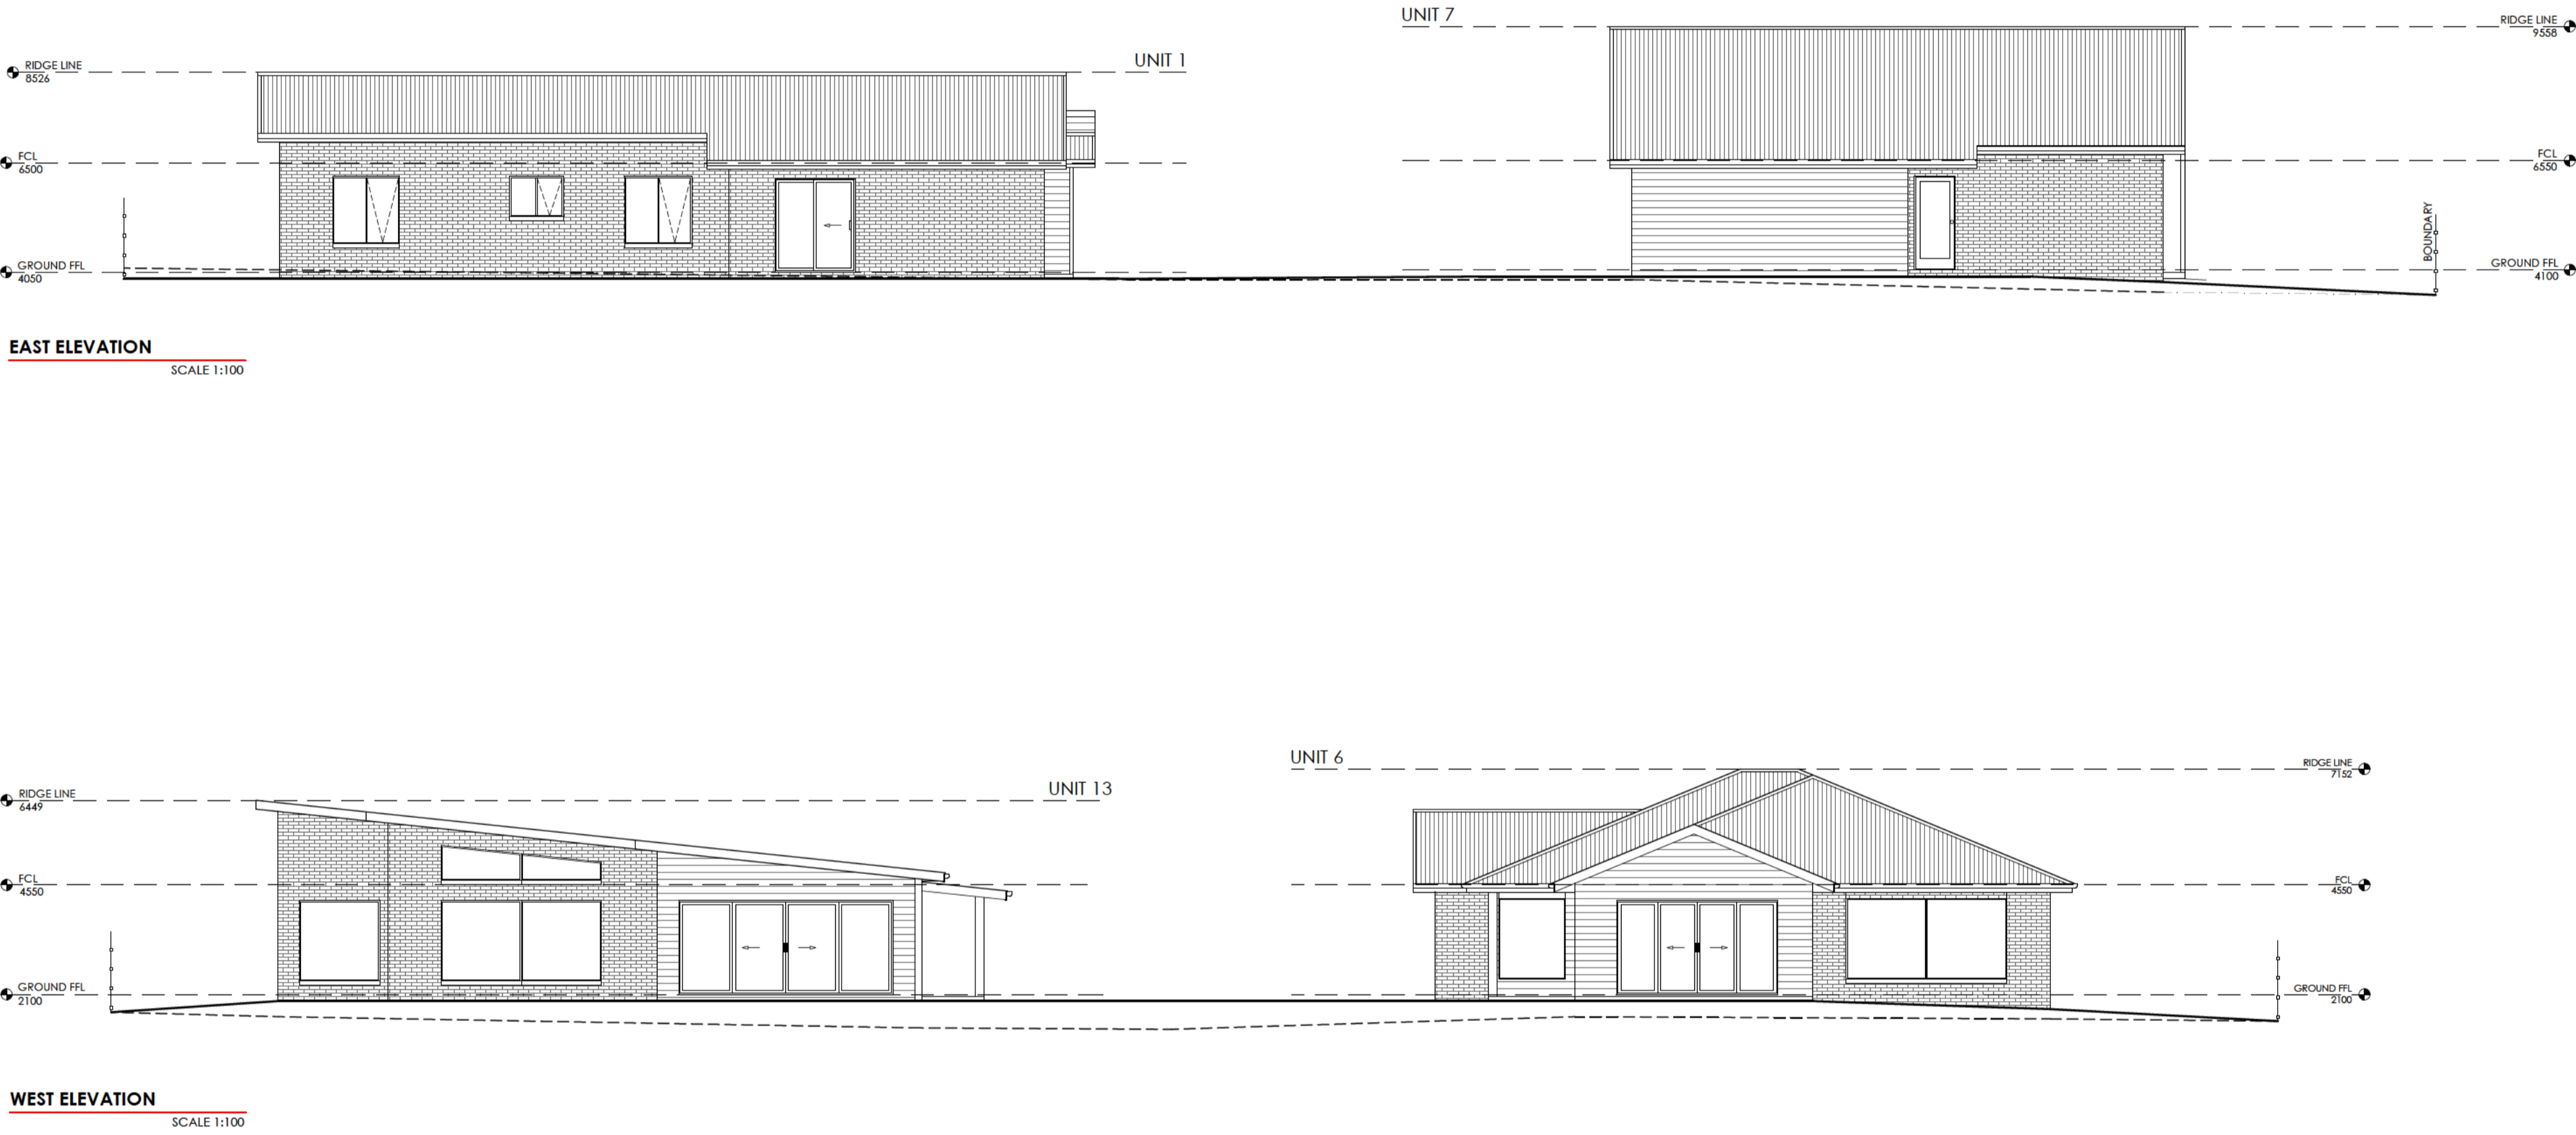 UNIT 7
RIDGE LINE
9558
UNIT 1
RIDGE LINE
8526
FCL
6500
FCL
6550
BOUNDARY
GROUND FFL
4050
GROUND FFL
4100
EAST ELEVATION
SCALE 1:100
UNIT 6
RIDGE LINE
7152
UNIT 13
RIDGE LINE
6449
FCL
4550
FCL
4550
GROUND FFL
2100
GROUND FFL
2100
WEST ELEVATION
SCALE 1:100